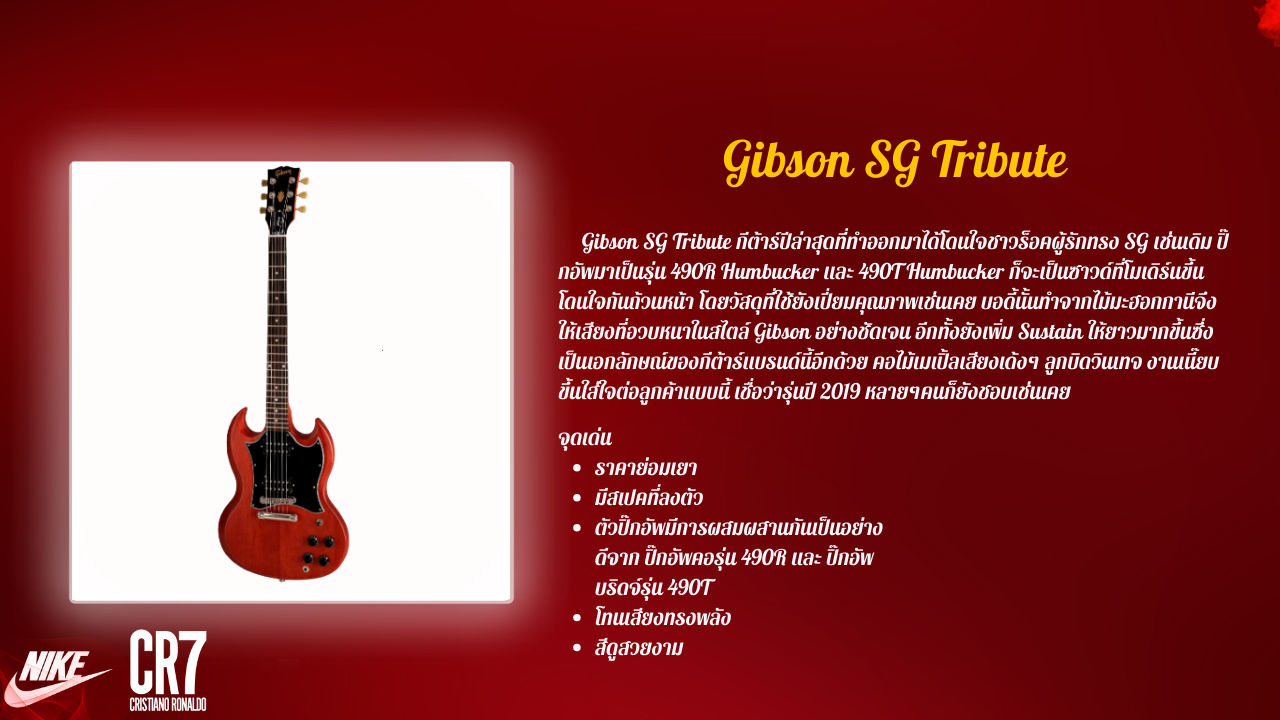 Gibson SG Tribute
Gibson SG Tribute กีต้าร์ปีล่าสุดที่ทำออกมาได้โดนใจชาวร็อคผู้รักทรง SG เช่นเดิม ปิ๊
กอัพมาเป็นรุ่น 490R Humbucker และ 490T Humbucker ก็จะเป็นซาวด์ที่โมเดิร์นขึ้น
โดนใจกันถ้วนหน้า โดยวัสดุที่ใช้ยังเปี่ยมคุณภาพเช่นเคย บอดี้นั้นทำจากไม้มะฮอกกานีจึง
ให้เสียงที่อวบหนาในสไตล์ Gibson อย่างชัดเจน อีกทั้งยังเพิ่ม Sustain ให้ยาวมากขึ้นซึ่ง
เป็นเอกลักษณ์ของกีต้าร์แบรนด์นี้อีกด้วย คอไม้เมเปิ้ลเสียงเด้งๆ ลูกบิดวินเทจ งานเนี๊ยบ
ขึ้นใส่ใจต่อลูกค้าแบบนี้ เชื่อว่ารุ่นปี 2019 หลายๆคนก็ยังชอบเช่นเคย
จุดเด่น
• ราคาย่อมเยา
• มีสเปคที่ลงตัว
• ตัวปิ๊กอัพมีการผสมผสานกันเป็นอย่าง
ดีจาก ปิ๊กอัพคอรุ่น 490R และ ปิ๊กอัพ
บริดจ์รุ่น 490T
• โทนเสียงทรงพลัง
• สีดูสวยงาม
Gibson
NIKE
CR7
CRISTIANO RONALDO